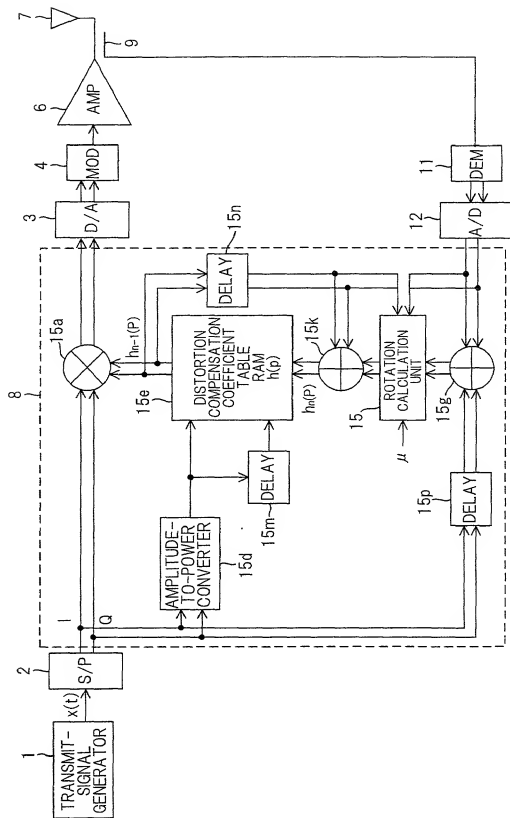 1
TRANSMIT-
SIGNAL
GENERATOR
x(t)
2
S/P
I
Q
8
15a
hn-1(P)
3
D/A
4
MOD
6
AMP
7
9
AMPLITUDE-
TO-POWER
CONVERTER
15d
DELAY
15m
DISTORTION
COMPENSATION
COEFFICIENT
TABLE
RAM
h(p)
15e
DELAY
15n
hn(P)
15k
μ
ROTATION
CALCULATION
UNIT
15
15g
DELAY
15p
11
DEM
12
A/D